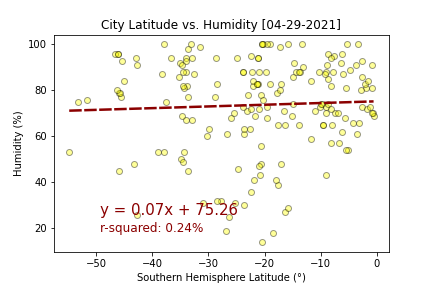 City Latitude vs. Humidity [04-29-2021]
100
80
60
40
20
Humidity (%)
y = 0.07x + 75.26
r-squared: 0.24%
−50 −40 −30 −20 −10 0
Southern Hemisphere Latitude (°)